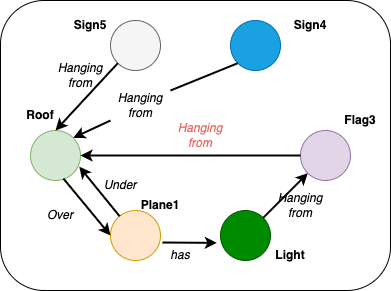 Sign5
Sign4
Hanging
from
Hanging
from
Roof
Hanging
from
Flag3
Under
Over
Plane1
Hanging
from
has
Light